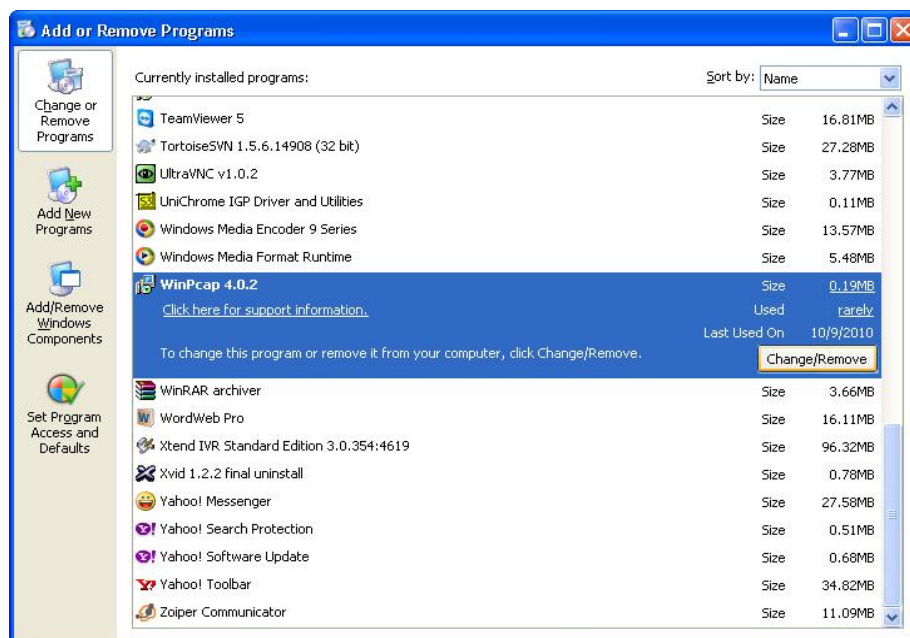 Add or Remove Programs
Change or
Remove
Programs
Add New
Programs
Add/Remove
Windows
Components
Set Program
Access and
Defaults
Currently installed programs:
Sort by: Name
TeamViewer 5 Size 16.81MB
TortoiseSVN 1.5.6.14908 (32 bit) Size 27.28MB
UltraVNC v1.0.2 Size 3.77MB
UniChrome IGP Driver and Utilities Size 0.11MB
Windows Media Encoder 9 Series Size 13.57MB
Windows Media Format Runtime Size 5.48MB
WinPcap 4.0.2 Size 0.19MB
Click here for support information. Used rarely
Last Used On 10/9/2010
To change this program or remove it from your computer, click Change/Remove. Change/Remove
WinRAR archiver Size 3.66MB
WordWeb Pro Size 16.11MB
Xtend IVR Standard Edition 3.0.354:4619 Size 96.32MB
Xvid 1.2.2 final uninstall Size 0.78MB
Yahoo! Messenger Size 27.58MB
Yahoo! Search Protection Size 0.51MB
Yahoo! Software Update Size 0.68MB
Yahoo! Toolbar Size 34.82MB
Zoiper Communicator Size 11.09MB